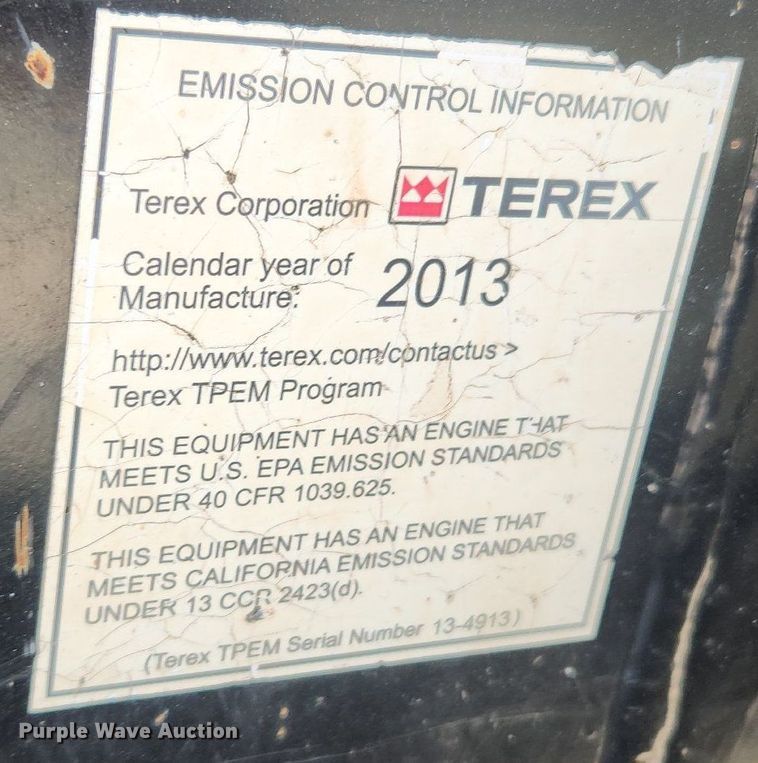 EMISSION CONTROL INFORMATION
Terex Corporation TEREX
Calendar year of
Manufacture: 2013
http://www.terex.com/contactus >
Terex TPEM Program
THIS EQUIPMENT HAS AN ENGINE THAT
MEETS U.S. EPA EMISSION STANDARDS
UNDER 40 CFR 1039.625.
THIS EQUIPMENT HAS AN ENGINE THAT
MEETS CALIFORNIA EMISSION STANDARDS
UNDER 13 CCR 2423(d).
(Terex TPEM Serial Number 13-4913)
Purple Wave Auction